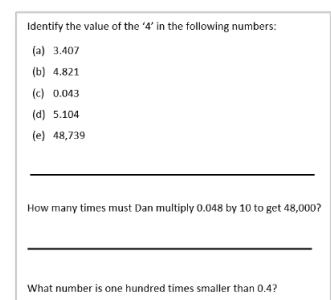 Identify the value of the ‘4’ in the following numbers:
(a) 3.407
(b) 4.821
(c) 0.043
(d) 5.104
(e) 48,739
How many times must Dan multiply 0.048 by 10 to get 48,000?
What number is one hundred times smaller than 0.4?